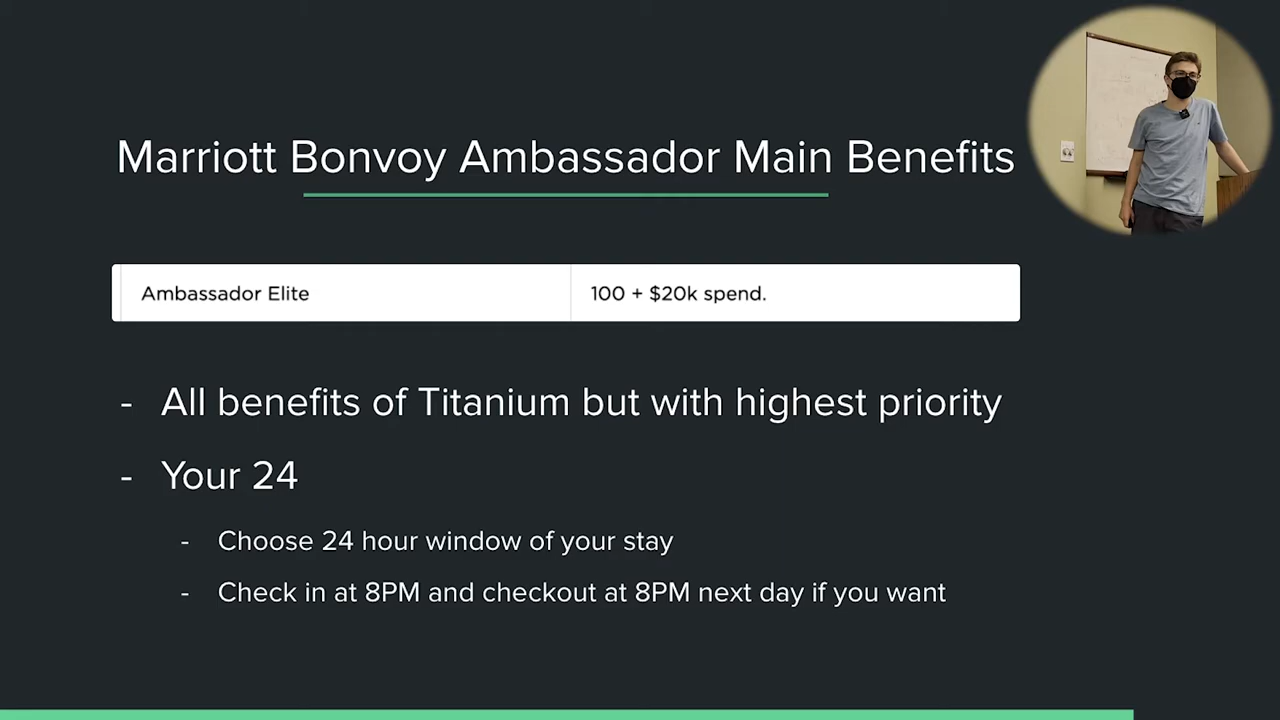 Marriott Bonvoy Ambassador Main Benefits
Ambassador Elite 100 + $20k spend.
- All benefits of Titanium but with highest priority
- Your 24
- Choose 24 hour window of your stay
- Check in at 8PM and checkout at 8PM next day if you want